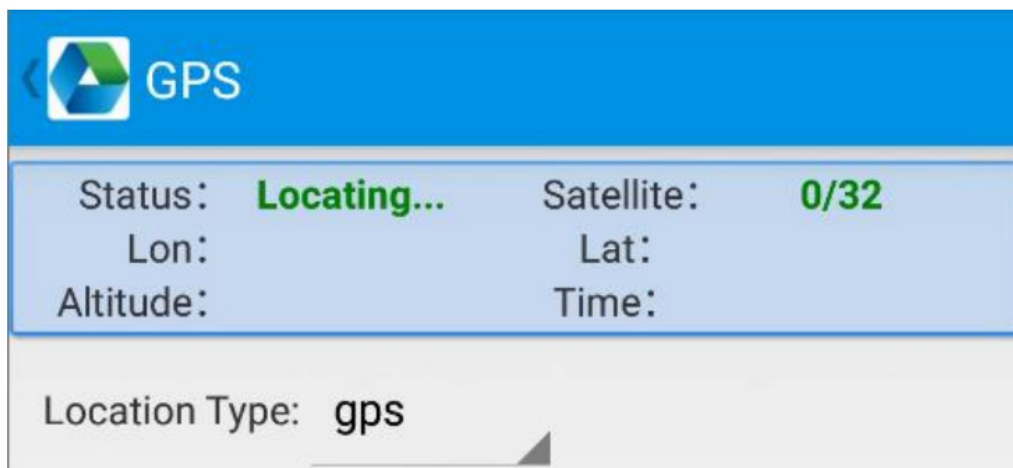 GPS
Status： Locating... Satellite： 0/32
Lon： Lat：
Altitude： Time：
Location Type: gps